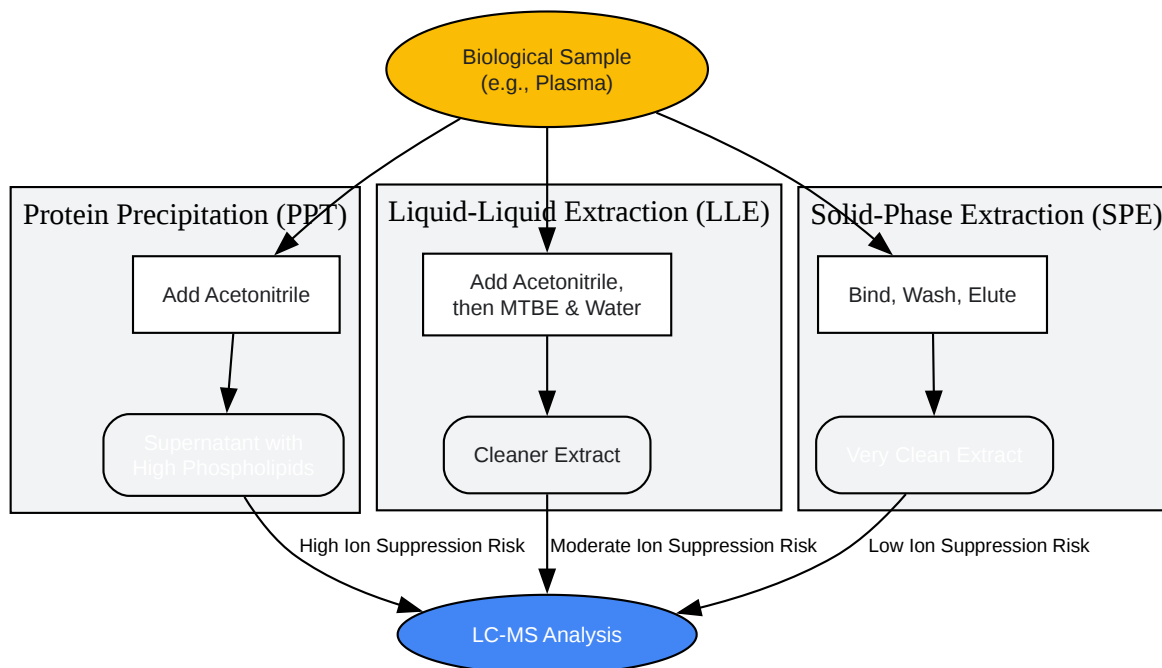 Biological Sample
(e.g., Plasma)
Protein Precipitation (PPT)
Liquid-Liquid Extraction (LLE)
Solid-Phase Extraction (SPE)
Add Acetonitrile
Add Acetonitrile,
then MTBE & Water
Bind, Wash, Elute
Supernatant with
High Phospholipids
Cleaner Extract
Very Clean Extract
High Ion Suppression Risk
Moderate Ion Suppression Risk
Low Ion Suppression Risk
LC-MS Analysis